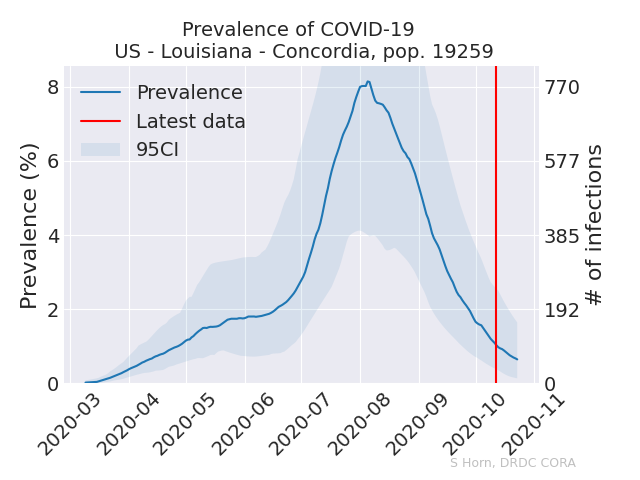 Prevalence of COVID-19
US - Louisiana - Concordia, pop. 19259
Prevalence
Latest data
95CI
Prevalence (%)
8
6
4
2
0
770
577
385
192
0
# of infections
2020-03
2020-04
2020-05
2020-06
2020-07
2020-08
2020-09
2020-10
2020-11
S Horn, DRDC CORA